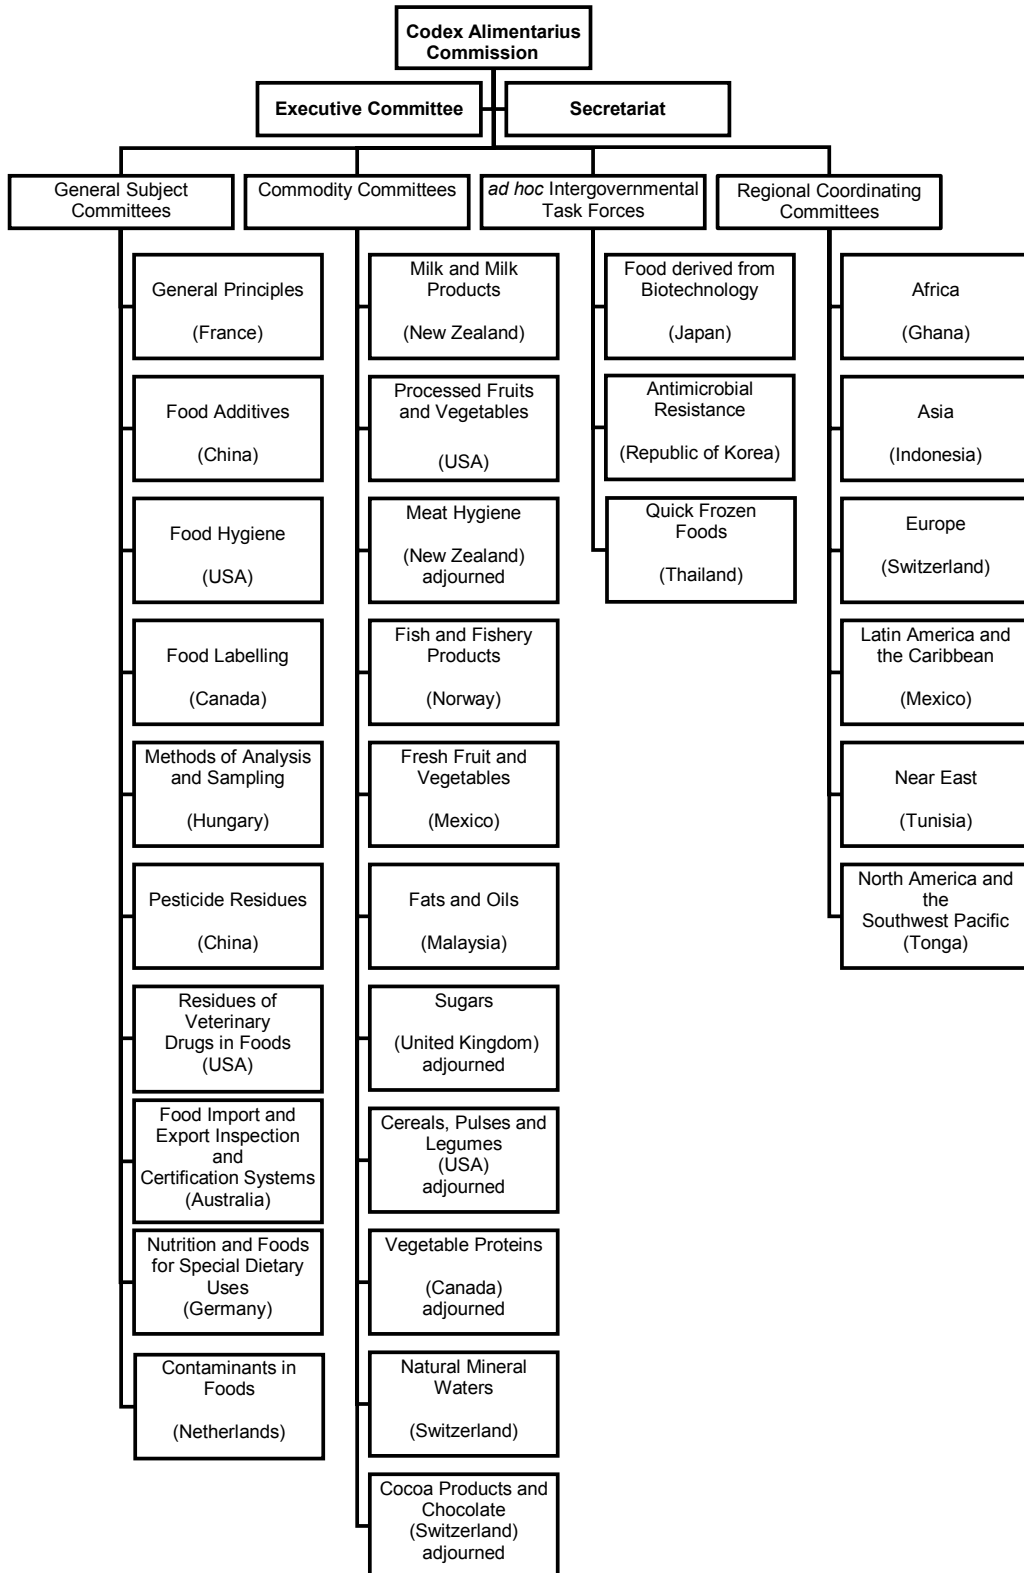 Codex Alimentarius
Commission
Executive Committee
Secretariat
General Subject
Committees
Commodity Committees
ad hoc Intergovernmental
Task Forces
Regional Coordinating
Committees
General Principles
(France)
Food Additives
(China)
Food Hygiene
(USA)
Food Labelling
(Canada)
Methods of Analysis
and Sampling
(Hungary)
Pesticide Residues
(China)
Residues of
Veterinary
Drugs in Foods
(USA)
Food Import and
Export Inspection
and
Certification Systems
(Australia)
Nutrition and Foods
for Special Dietary
Uses
(Germany)
Contaminants in
Foods
(Netherlands)
Milk and Milk
Products
(New Zealand)
Processed Fruits
and Vegetables
(USA)
Meat Hygiene
(New Zealand)
adjourned
Fish and Fishery
Products
(Norway)
Fresh Fruit and
Vegetables
(Mexico)
Fats and Oils
(Malaysia)
Sugars
(United Kingdom)
adjourned
Cereals, Pulses and
Legumes
(USA)
adjourned
Vegetable Proteins
(Canada)
adjourned
Natural Mineral
Waters
(Switzerland)
Cocoa Products and
Chocolate
(Switzerland)
adjourned
Food derived from
Biotechnology
(Japan)
Antimicrobial
Resistance
(Republic of Korea)
Quick Frozen
Foods
(Thailand)
Africa
(Ghana)
Asia
(Indonesia)
Europe
(Switzerland)
Latin America and
the Caribbean
(Mexico)
Near East
(Tunisia)
North America and
the
Southwest Pacific
(Tonga)